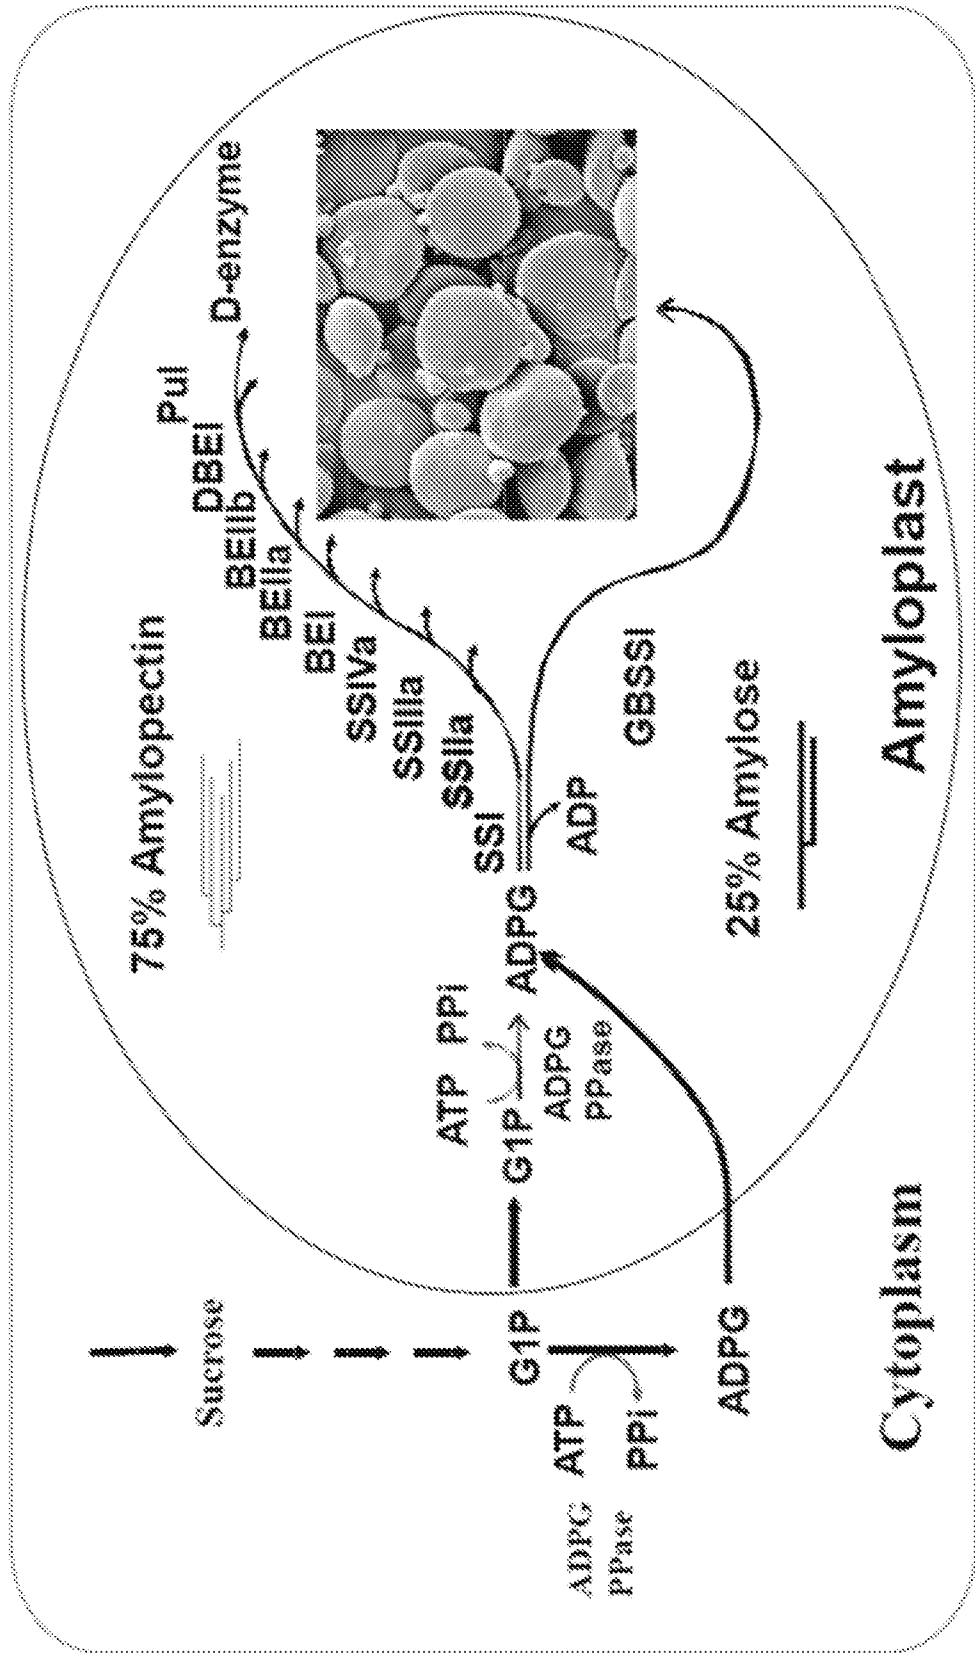 Sucrose
G1P
ATP
PPi
ADPG
PPase
ADPG
Cytoplasm
G1P
ATP PPi
ADPG
PPase
ADPG
75% Amylopectin
SSI
SSIIa
SSIIIa
SSIVa
BEI
BEIIa
BEIIb
DBEI
Pul
D-enzyme
ADP
GBSSI
25% Amylose
Amyloplast